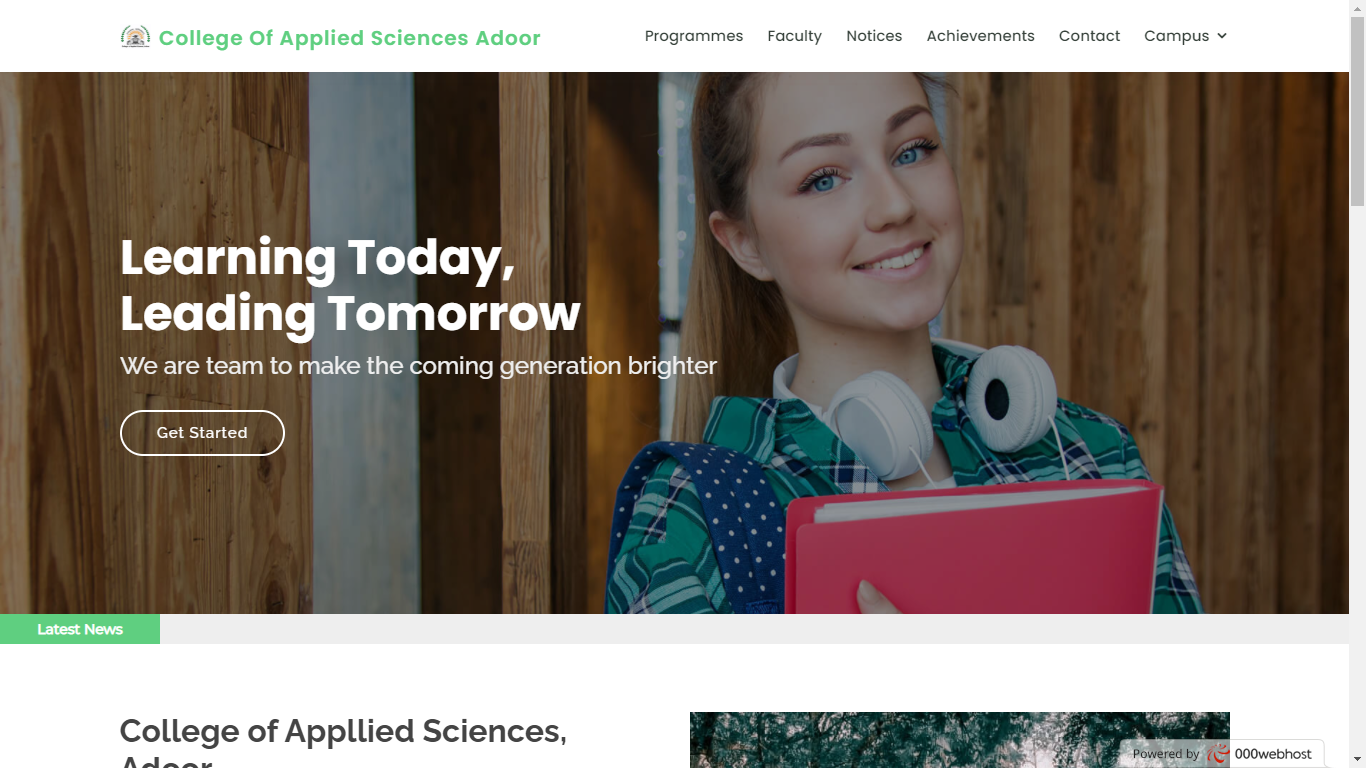 College Of Applied Sciences Adoor
Programmes
Faculty
Notices
Achievements
Contact
Campus
Learning Today,
Leading Tomorrow
We are team to make the coming generation brighter
Get Started
Latest News
College of Appllied Sciences,
Adoor
Powered by 000webhost